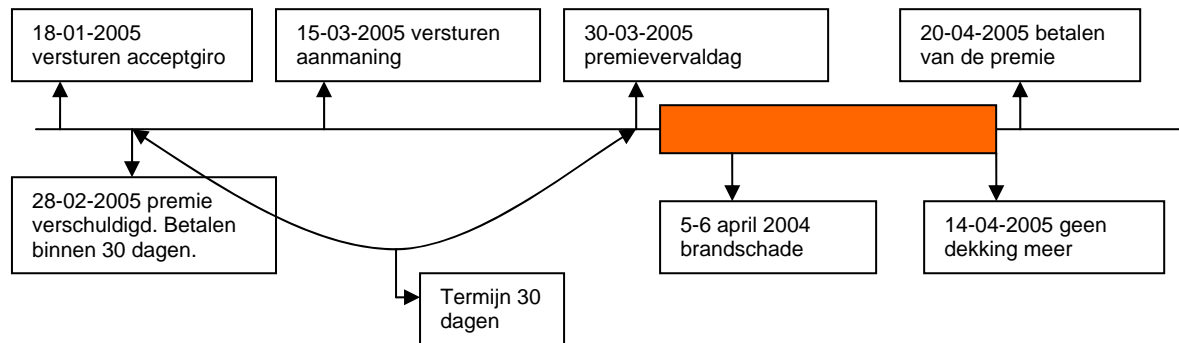 18-01-2005
versturen acceptgiro
15-03-2005 versturen
aanmaning
30-03-2005
premievervaldag
20-04-2005 betalen
van de premie
28-02-2005 premie
verschuldigd. Betalen
binnen 30 dagen.
5-6 april 2004
brandschade
14-04-2005 geen
dekking meer
Termijn 30
dagen